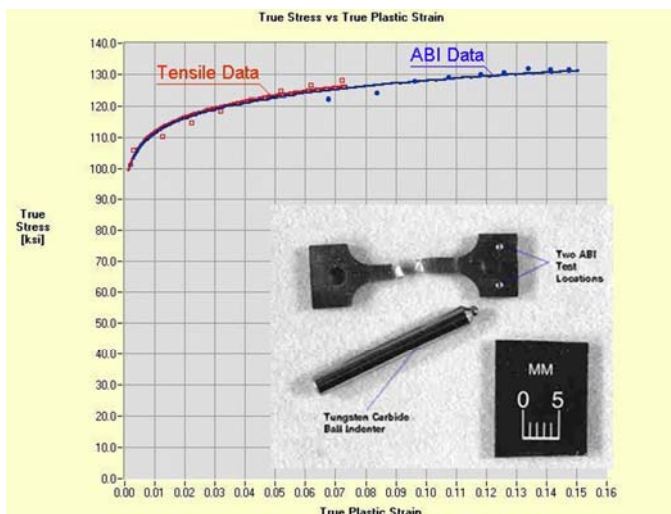 True Stress vs True Plastic Strain
140.0
130.0
120.0
110.0
100.0
90.0
80.0
70.0
60.0
50.0
40.0
30.0
20.0
10.0
0.0
True
Stress
[ksi]
Tensile Data
ABI Data
Two ABI
Test
Locations
Tungsten Carbide
Ball Indenter
MM
0 5
0.00 0.01 0.02 0.03 0.04 0.05 0.06 0.07 0.08 0.09 0.10 0.11 0.12 0.13 0.14 0.15 0.16
True Plastic Strain